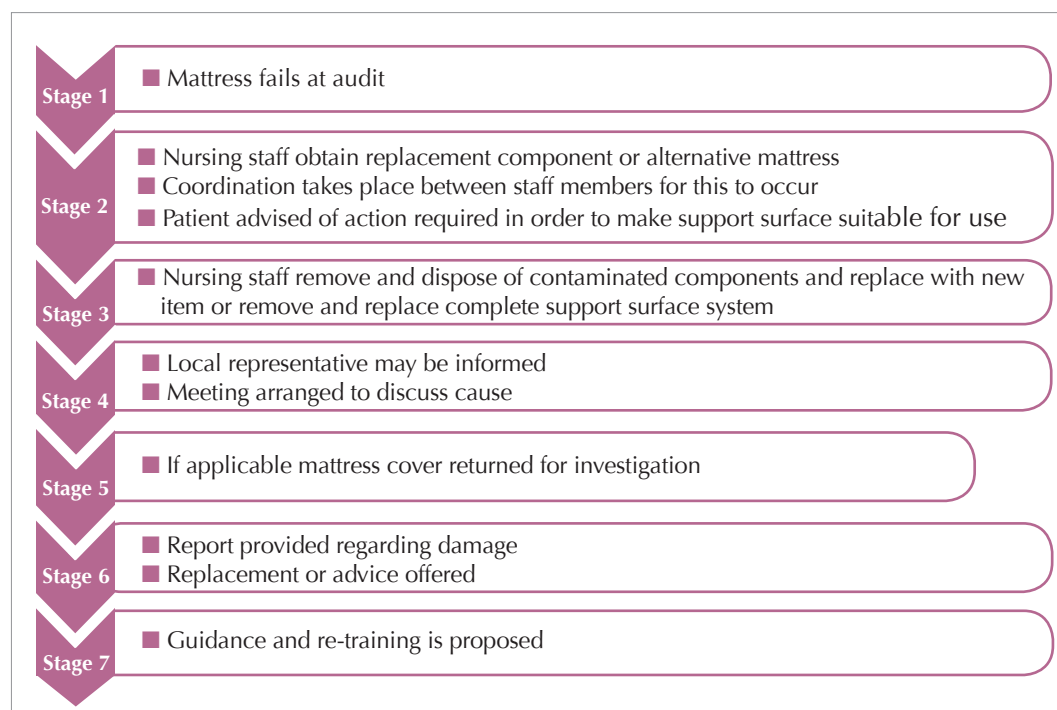 Stage 1
■ Mattress fails at audit
Stage 2
■ Nursing staff obtain replacement component or alternative mattress
■ Coordination takes place between staff members for this to occur
■ Patient advised of action required in order to make support surface suitable for use
Stage 3
■ Nursing staff remove and dispose of contaminated components and replace with new
item or remove and replace complete support surface system
Stage 4
■ Local representative may be informed
■ Meeting arranged to discuss cause
Stage 5
■ If applicable mattress cover returned for investigation
Stage 6
■ Report provided regarding damage
■ Replacement or advice offered
Stage 7
■ Guidance and re-training is proposed